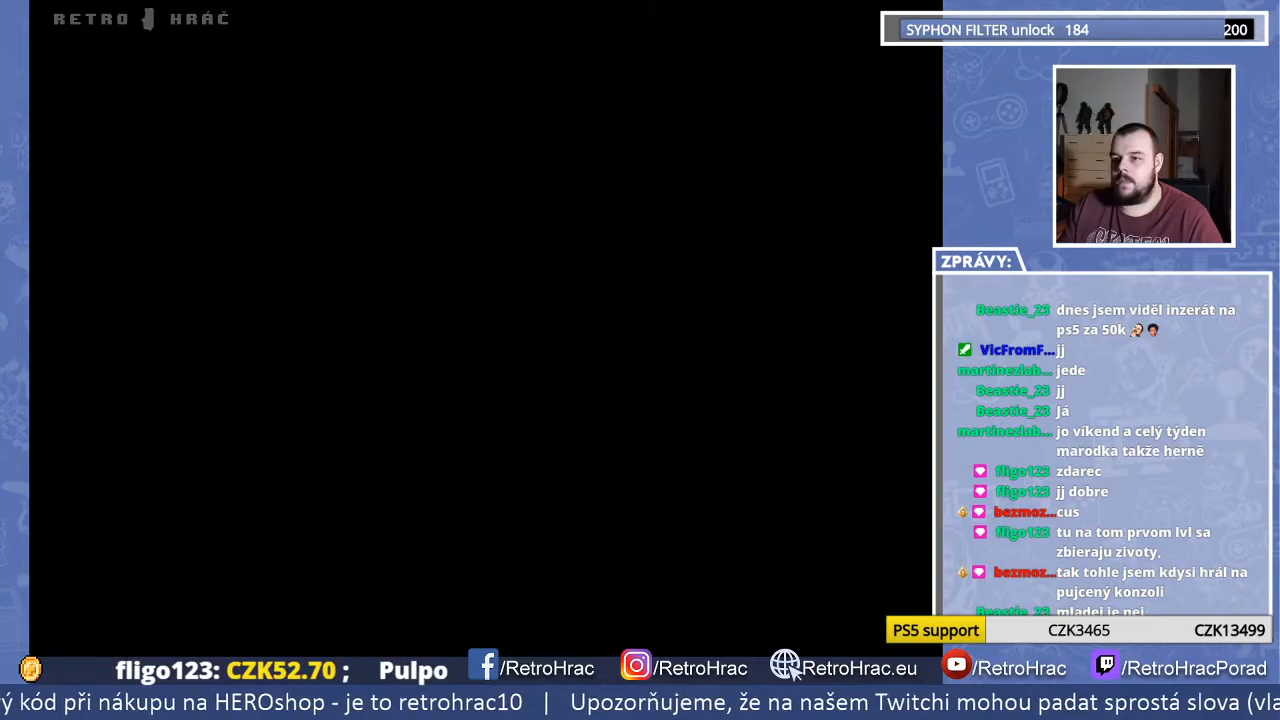 RETRO HRÁČ
SYPHON FILTER unlock 184 200
ZPRÁVY:
Beastie_23 dnes jsem viděl inzerát na
ps5 za 50k
VicFromF... jj
martinezlab... jede
Beastie_23 jj
Beastie_23 Já
martinezlab... jo víkend a celý týden
marodka takže herně
fligo123 zdarec
fligo123 jj dobre
bezmoz... cus
fligo123 tu na tom prvom lvl sa
zbieraju zivoty,
bezmoz... tak tohle jsem kdysi hrál na
pujcený konzoli
Beastie_23 mladej je nej
PS5 support CZK3465 CZK13499
fligo123: CZK52.70 ; Pulpo /RetroHrac /RetroHrac /RetroHrac.eu /RetroHrac /RetroHracPorad
ý kód při nákupu na HEROshop - je to retrohrac10 | Upozorňujeme, že na našem Twitchi mohou padat sprostá slova (vla